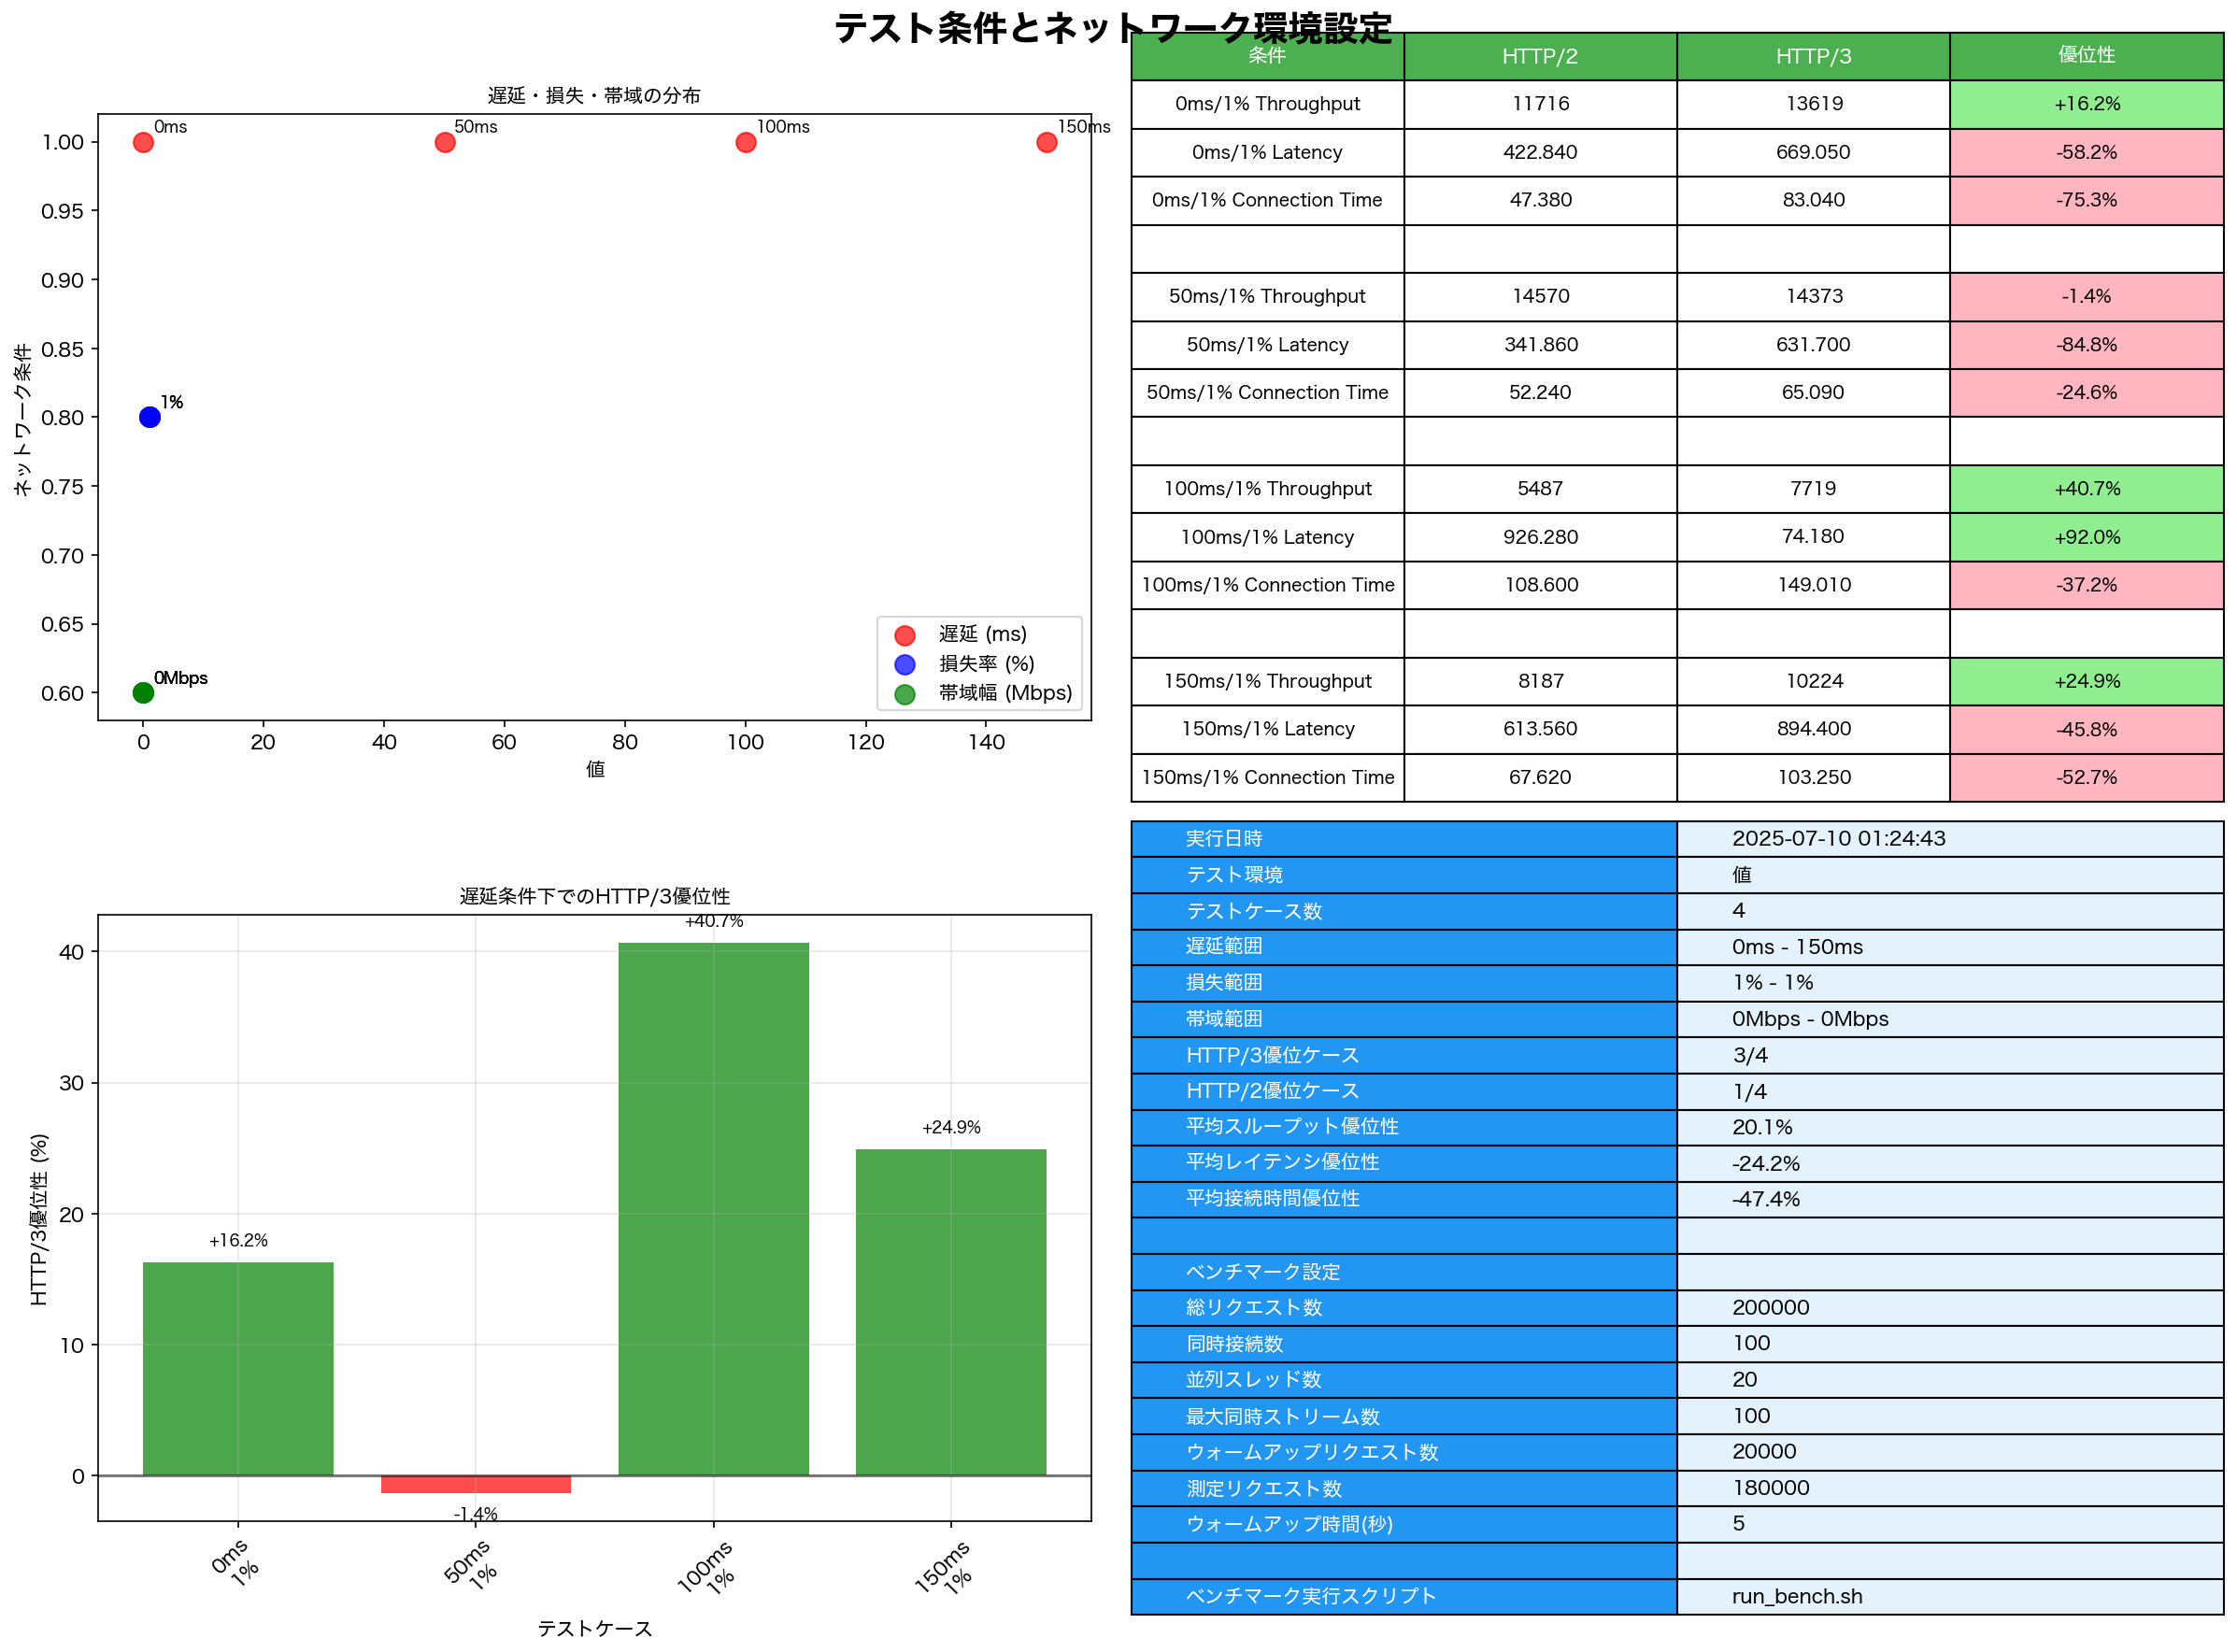 テスト条件とネットワーク環境設定
遅延・損失・帯域の分布
0ms 50ms 100ms 150ms
1.00
0.95
0.90
0.85
1%
0.80
0.75
0.70
0.65
0Mbps
0.60
ネットワーク条件
遅延 (ms)
損失率 (%)
帯域幅 (Mbps)
0 20 40 60 80 100 120 140
値
条件 HTTP/2 HTTP/3 優位性
0ms/1% Throughput 11716 13619 +16.2%
0ms/1% Latency 422.840 669.050 -58.2%
0ms/1% Connection Time 47.380 83.040 -75.3%
50ms/1% Throughput 14570 14373 -1.4%
50ms/1% Latency 341.860 631.700 -84.8%
50ms/1% Connection Time 52.240 65.090 -24.6%
100ms/1% Throughput 5487 7719 +40.7%
100ms/1% Latency 926.280 74.180 +92.0%
100ms/1% Connection Time 108.600 149.010 -37.2%
150ms/1% Throughput 8187 10224 +24.9%
150ms/1% Latency 613.560 894.400 -45.8%
150ms/1% Connection Time 67.620 103.250 -52.7%
遅延条件下でのHTTP/3優位性
+40.7%
40
30
+24.9%
20
+16.2%
10
0
-1.4%
HTTP/3優位性 (%)
0ms
1%
50ms
1%
100ms
1%
150ms
1%
テストケース
実行日時 2025-07-10 01:24:43
テスト環境 値
テストケース数 4
遅延範囲 0ms - 150ms
損失範囲 1% - 1%
帯域範囲 0Mbps - 0Mbps
HTTP/3優位ケース 3/4
HTTP/2優位ケース 1/4
平均スループット優位性 20.1%
平均レイテンシ優位性 -24.2%
平均接続時間優位性 -47.4%
ベンチマーク設定
総リクエスト数 200000
同時接続数 100
並列スレッド数 20
最大同時ストリーム数 100
ウォームアップリクエスト数 20000
測定リクエスト数 180000
ウォームアップ時間(秒) 5
ベンチマーク実行スクリプト run_bench.sh